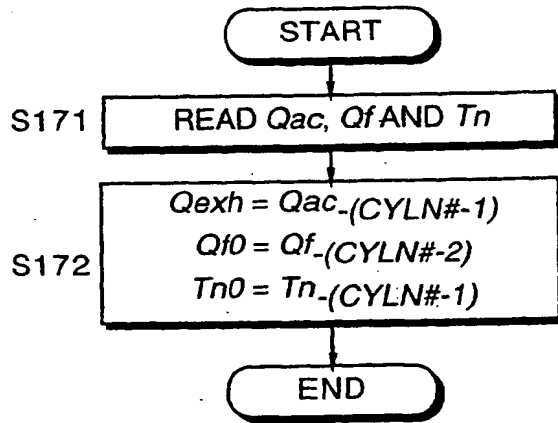 START
S171
READ Qac, Qf AND Tn
S172
Qexh = Qac-(CYLN#-1)
Qf0 = Qf-(CYLN#-2)
Tn0 = Tn-(CYLN#-1)
END